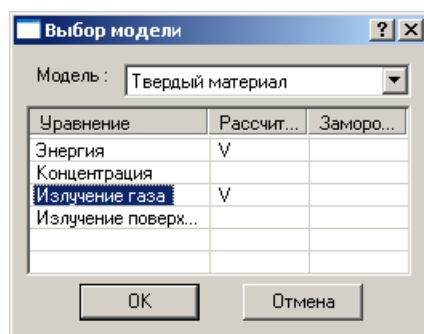 Выбор модели
Модель : Твердый материал
Уравнение Рассчит... Заморо...
Энергия V
Концентрация
Излучение газа V
Излучение поверх...
OK Отмена